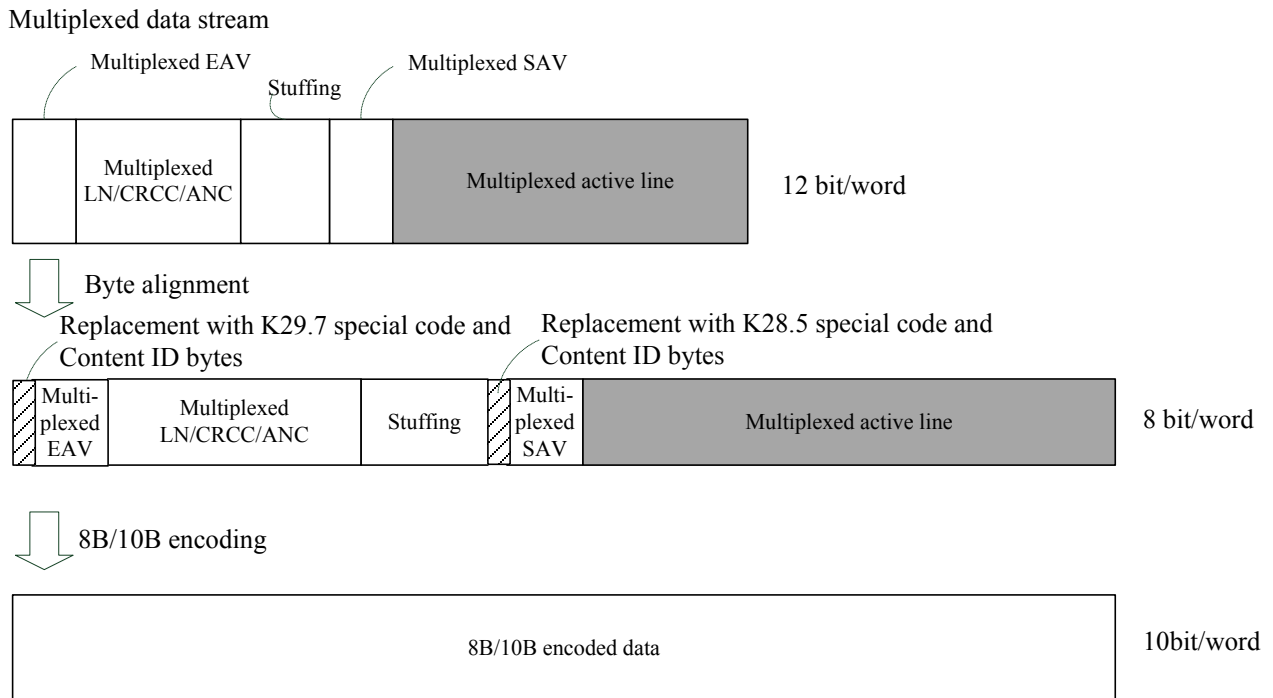 Multiplexed data stream
Multiplexed EAV
Stuffing
Multiplexed SAV
Multiplexed
LN/CRCC/ANC
Multiplexed active line
12 bit/word
Byte alignment
Replacement with K29.7 special code and
Content ID bytes
Replacement with K28.5 special code and
Content ID bytes
Multi-
plexed
EAV
Multiplexed
LN/CRCC/ANC
Stuffing
Multi-
plexed
SAV
Multiplexed active line
8 bit/word
8B/10B encoding
8B/10B encoded data
10bit/word